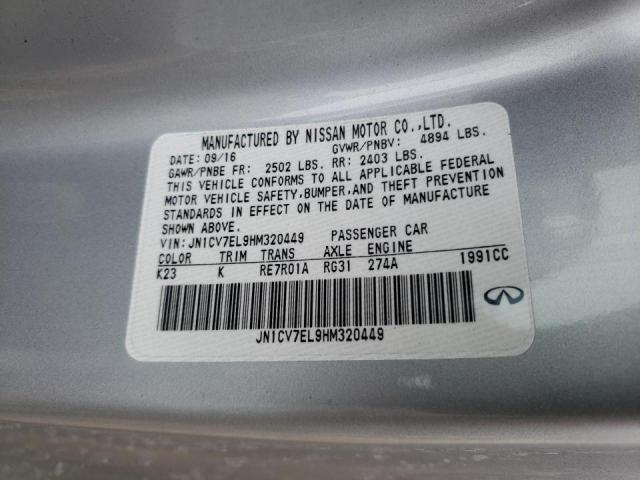 MANUFACTURED BY NISSAN MOTOR CO.,LTD.
DATE: 09/16 GVWR/PNBV: 4894 LBS.
GAWR/PNBE FR: 2502 LBS. RR: 2403 LBS.
THIS VEHICLE CONFORMS TO ALL APPLICABLE FEDERAL
MOTOR VEHICLE SAFETY,BUMPER,AND THEFT PREVENTION
STANDARDS IN EFFECT ON THE DATE OF MANUFACTURE
SHOWN ABOVE.
VIN: JN1CV7EL9HM320449 PASSENGER CAR
COLOR TRIM TRANS AXLE ENGINE
K23 K RE7R01A RG31 274A 1991CC
JN1CV7EL9HM320449